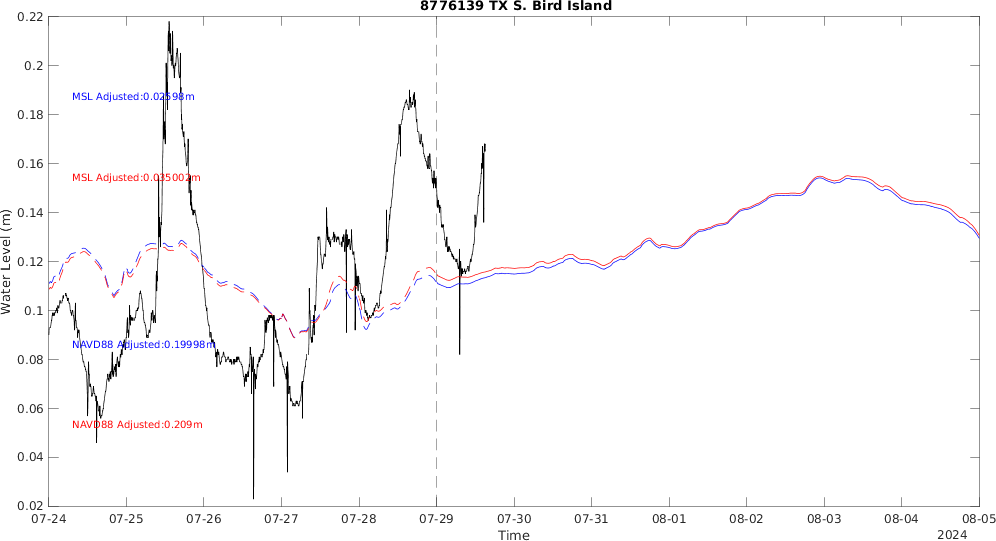 8776139 TX S. Bird Island
Water Level (m)
0.22
0.2
0.18
0.16
0.14
0.12
0.1
0.08
0.06
0.04
0.02
MSL Adjusted:0.02598m
MSL Adjusted:0.035002m
NAVD88 Adjusted:0.19998m
NAVD88 Adjusted:0.209m
07-24 07-25 07-26 07-27 07-28 07-29 07-30 07-31 08-01 08-02 08-03 08-04 08-05
Time
2024